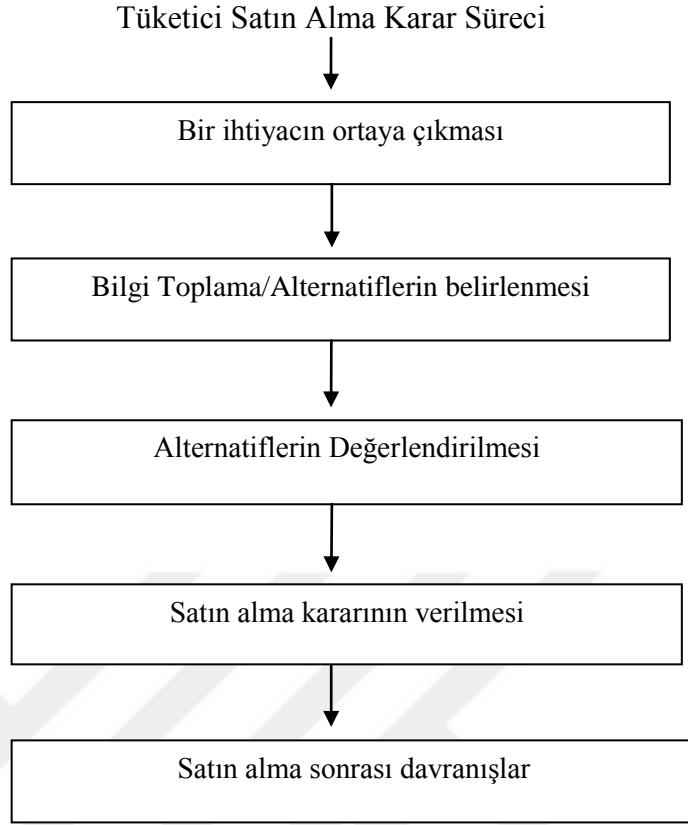 Tüketici Satın Alma Karar Süreci
Bir ihtiyacın ortaya çıkması
Bilgi Toplama/Alternatiflerin belirlenmesi
Alternatiflerin Değerlendirilmesi
Satın alma kararının verilmesi
Satın alma sonrası davranışlar